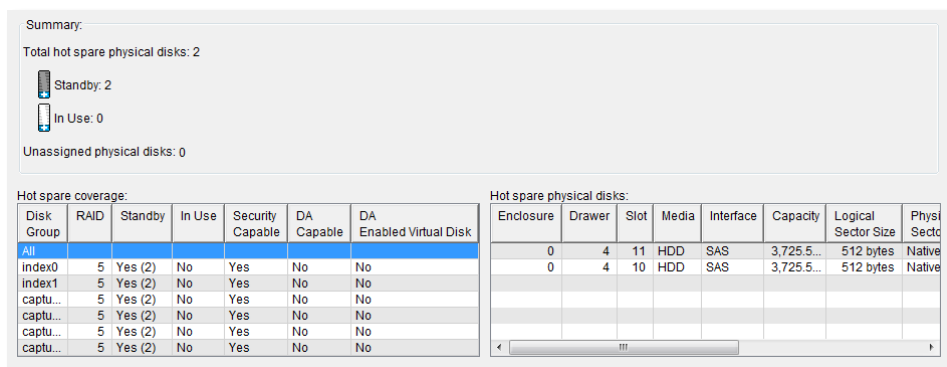 Summary:
Total hot spare physical disks: 2
Standby: 2
In Use: 0
Unassigned physical disks: 0
Hot spare coverage:
Disk Group RAID Standby In Use Security Capable DA Capable DA Enabled Virtual Disk
All
index0 5 Yes (2) No Yes No No
index1 5 Yes (2) No Yes No No
captu... 5 Yes (2) No Yes No No
captu... 5 Yes (2) No Yes No No
captu... 5 Yes (2) No Yes No No
captu... 5 Yes (2) No Yes No No
Hot spare physical disks:
Enclosure Drawer Slot Media Interface Capacity Logical Sector Size Physi Secto
0 4 11 HDD SAS 3,725.5... 512 bytes Native
0 4 10 HDD SAS 3,725.5... 512 bytes Native